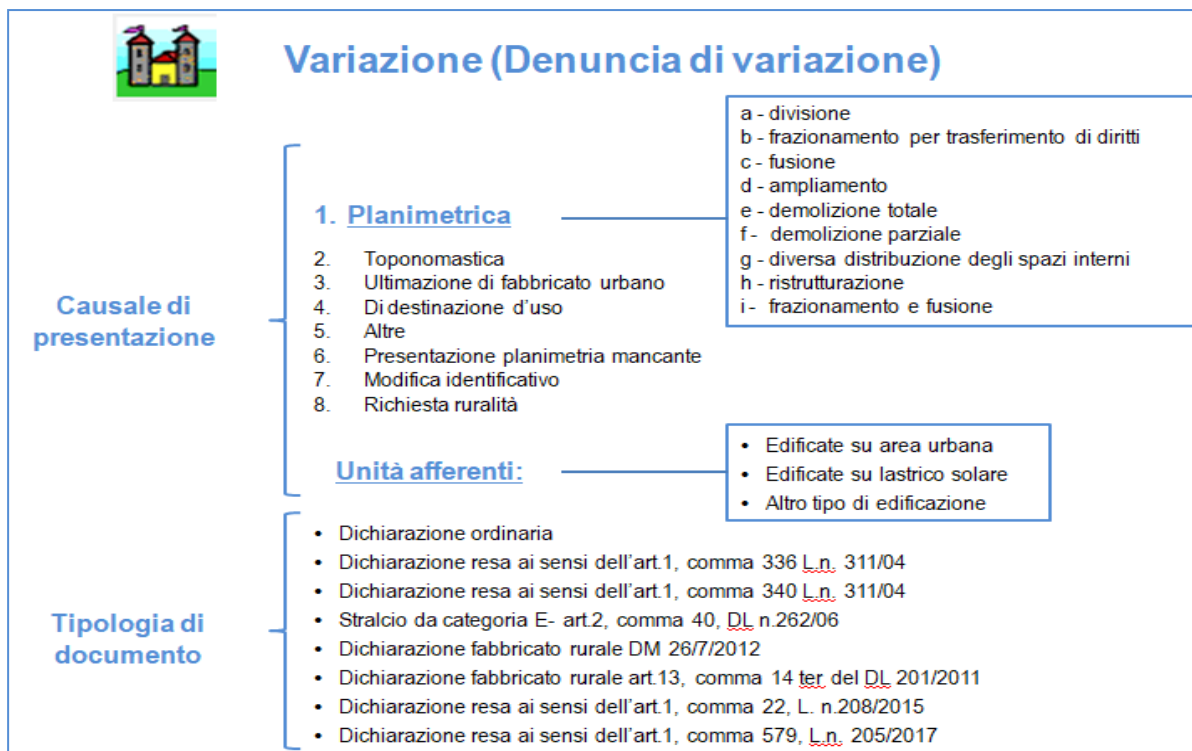 Variazione (Denuncia di variazione)
Causale di
presentazione
1. Planimetrica
a - divisione
b - frazionamento per trasferimento di diritti
c - fusione
d - ampliamento
e - demolizione totale
f - demolizione parziale
g - diversa distribuzione degli spazi interni
h - ristrutturazione
i - frazionamento e fusione
2. Toponomastica
3. Ultimazione di fabbricato urbano
4. Di destinazione d'uso
5. Altre
6. Presentazione planimetria mancante
7. Modifica identificativo
8. Richiesta ruralità
Unità afferenti:
• Edificate su area urbana
• Edificate su lastrico solare
• Altro tipo di edificazione
Tipologia di
documento
• Dichiarazione ordinaria
• Dichiarazione resa ai sensi dell'art.1, comma 336 L.n. 311/04
• Dichiarazione resa ai sensi dell'art.1, comma 340 L.n. 311/04
• Stralcio da categoria E- art.2, comma 40, DL n.262/06
• Dichiarazione fabbricato rurale DM 26/7/2012
• Dichiarazione fabbricato rurale art.13, comma 14 ter del DL 201/2011
• Dichiarazione resa ai sensi dell'art.1, comma 22, L. n.208/2015
• Dichiarazione resa ai sensi dell'art.1, comma 579, L.n. 205/2017